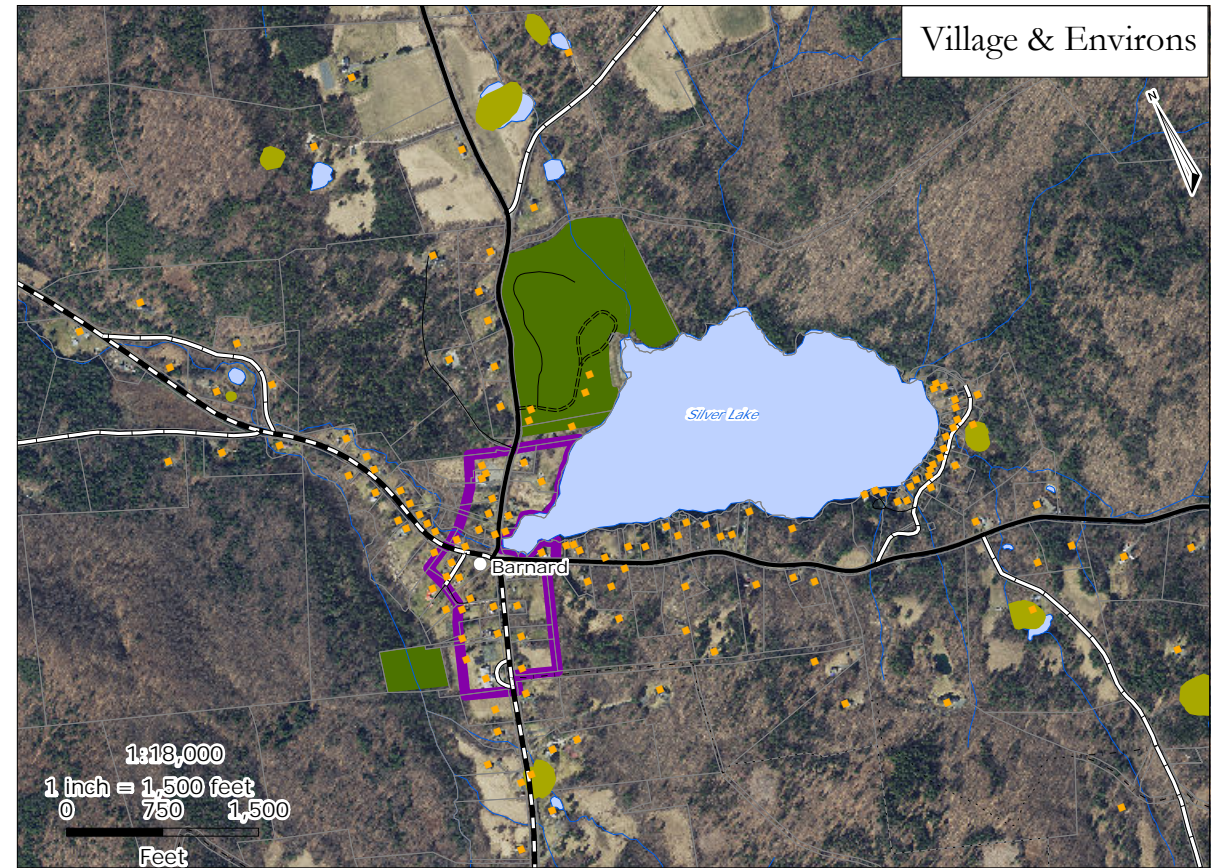 Village & Environs
N
Silver Lake
Barnard
1:18,000
1 inch = 1,500 feet
0 750 1,500
Feet